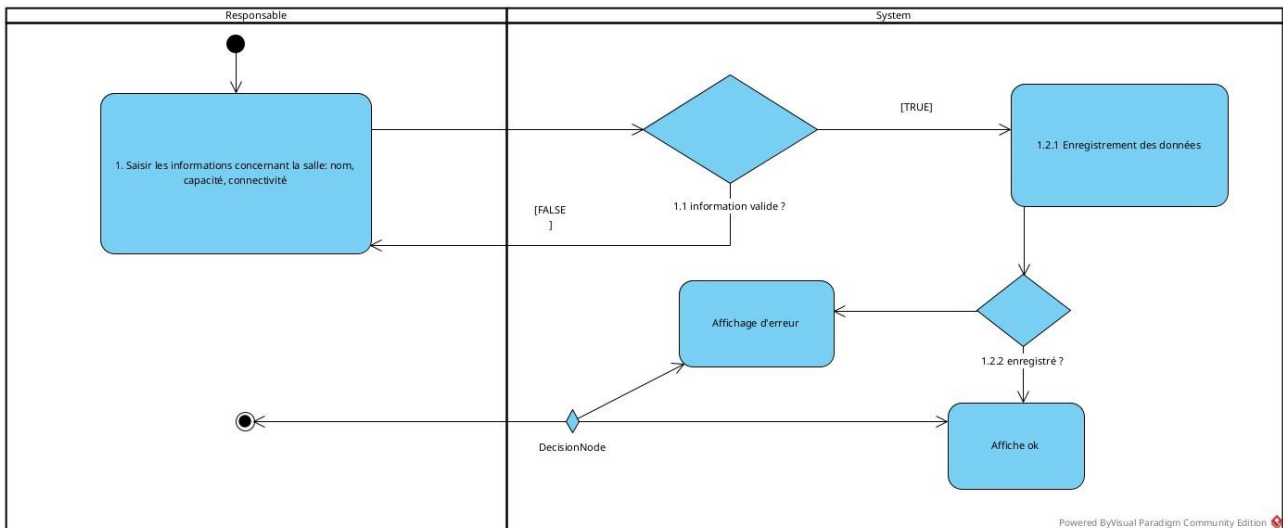 Responsable
System
[TRUE]
1.2.1 Enregistrement des données
1. Saisir les informations concernant la salle: nom,
capacité, connectivité
1.1 information valide ?
[FALSE
]
Affichage d'erreur
1.2.2 enregistré ?
DecisionNode
Affiche ok
Powered ByVisual Paradigm Community Edition